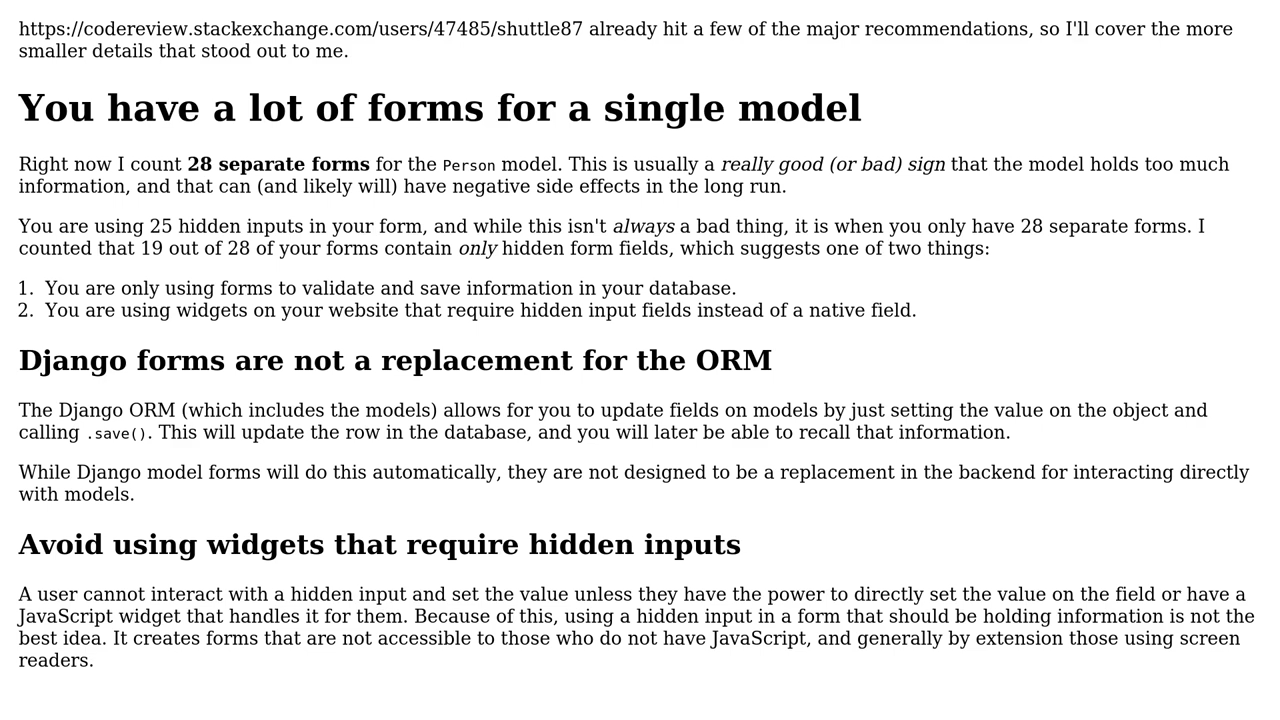 https://codereview.stackexchange.com/users/47485/shuttle87 already hit a few of the major recommendations, so I'll cover the more
smaller details that stood out to me.
You have a lot of forms for a single model
Right now I count 28 separate forms for the Person model. This is usually a really good (or bad) sign that the model holds too much
information, and that can (and likely will) have negative side effects in the long run.
You are using 25 hidden inputs in your form, and while this isn't always a bad thing, it is when you only have 28 separate forms. I
counted that 19 out of 28 of your forms contain only hidden form fields, which suggests one of two things:
1. You are only using forms to validate and save information in your database.
2. You are using widgets on your website that require hidden input fields instead of a native field.
Django forms are not a replacement for the ORM
The Django ORM (which includes the models) allows for you to update fields on models by just setting the value on the object and
calling .save(). This will update the row in the database, and you will later be able to recall that information.
While Django model forms will do this automatically, they are not designed to be a replacement in the backend for interacting directly
with models.
Avoid using widgets that require hidden inputs
A user cannot interact with a hidden input and set the value unless they have the power to directly set the value on the field or have a
JavaScript widget that handles it for them. Because of this, using a hidden input in a form that should be holding information is not the
best idea. It creates forms that are not accessible to those who do not have JavaScript, and generally by extension those using screen
readers.